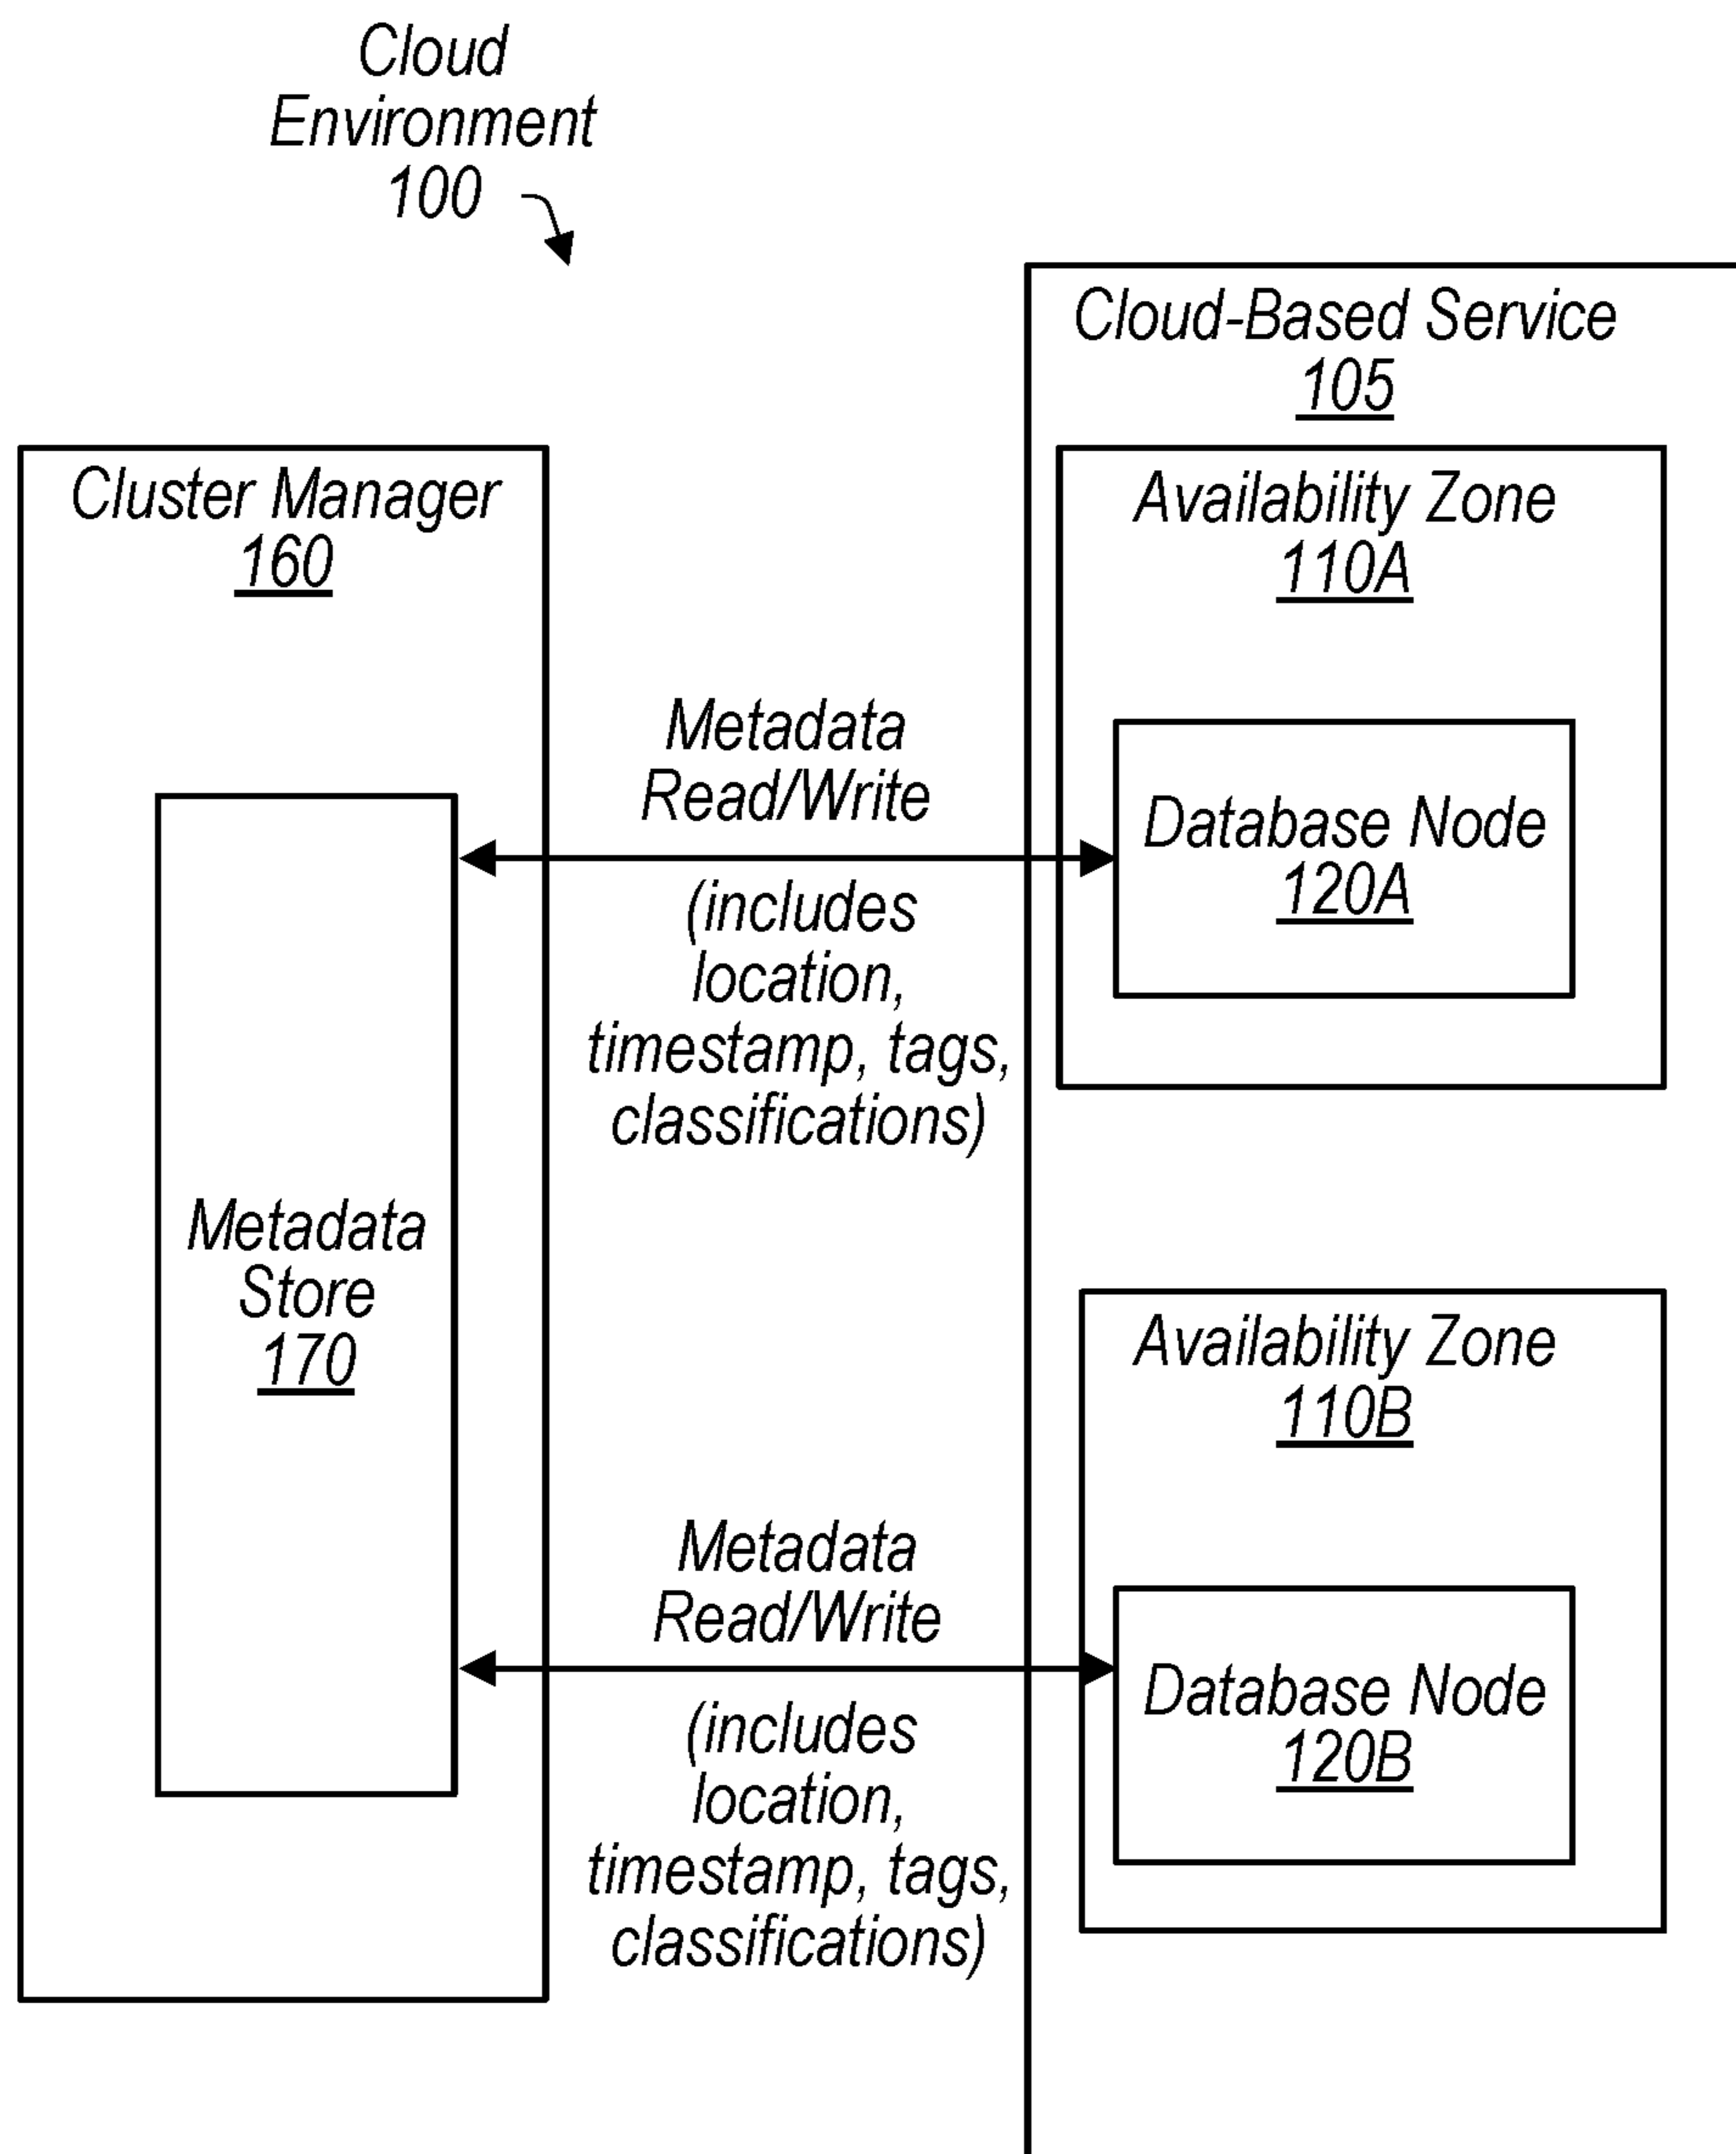 Cloud
Environment
100
Cloud-Based Service
105
Cluster Manager
160
Availability Zone
110A
Metadata
Read/Write
(includes
location,
timestamp, tags,
classifications)
Database Node
120A
Metadata
Store
170
Availability Zone
110B
Metadata
Read/Write
(includes
location,
timestamp, tags,
classifications)
Database Node
120B